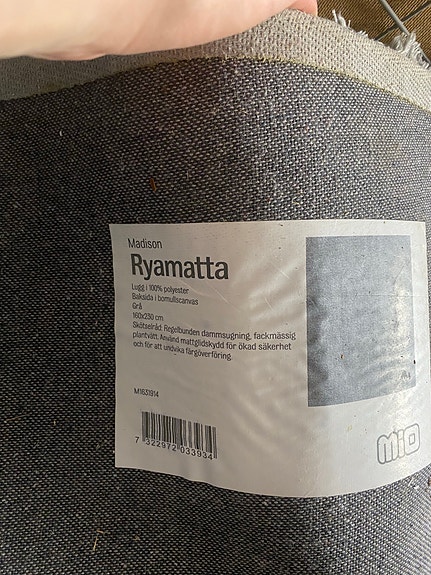 Madison
Ryamatta
Lugg i 100% polyester
Baksida i bomullscanvas
Grå
160x230 cm
Skötselråd: Regelbunden dammsugning, fackmässig
plantvätt. Använd mattglidskydd för ökad säkerhet
och för att undvika färgöverföring.
M1631914
7 322972 033934
MIO